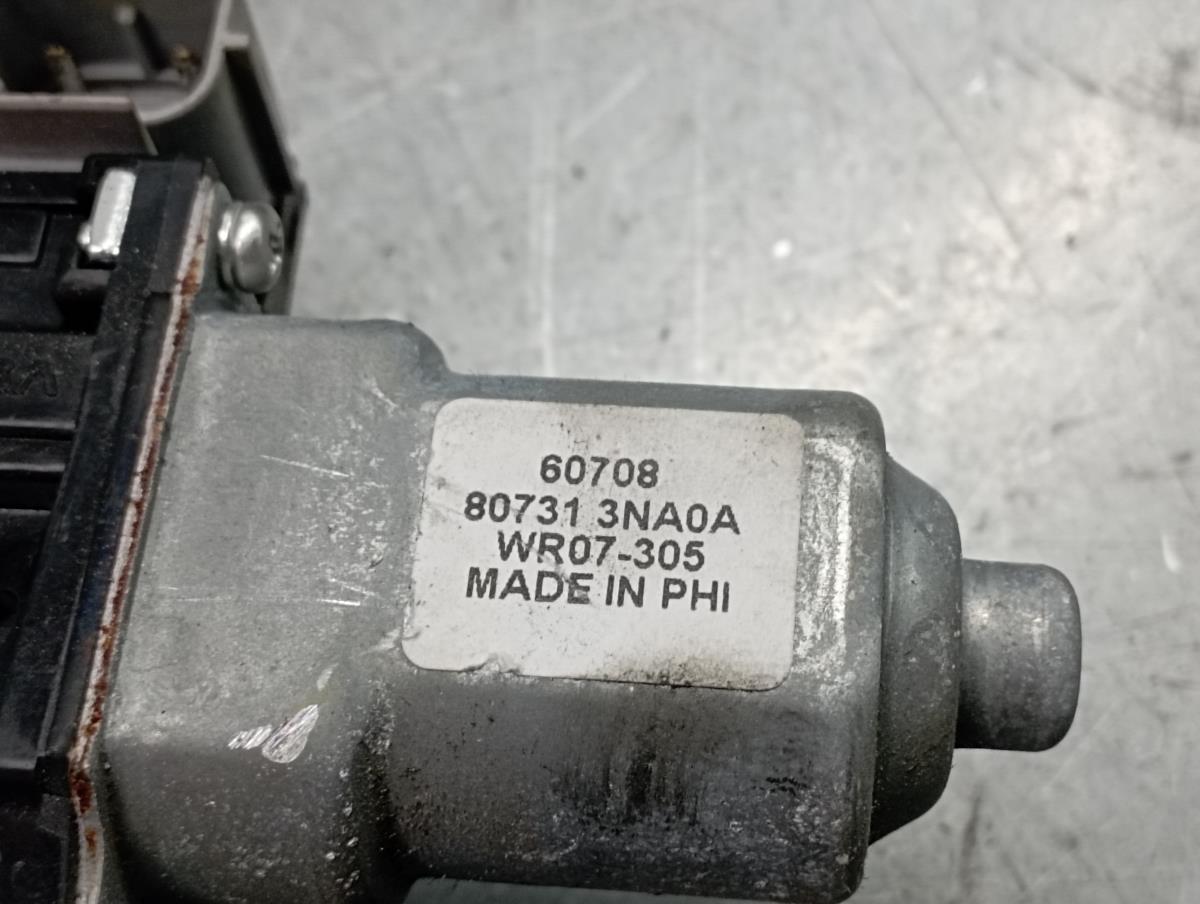 60708
80731 3NA0A
WR07-305
MADE IN PHI